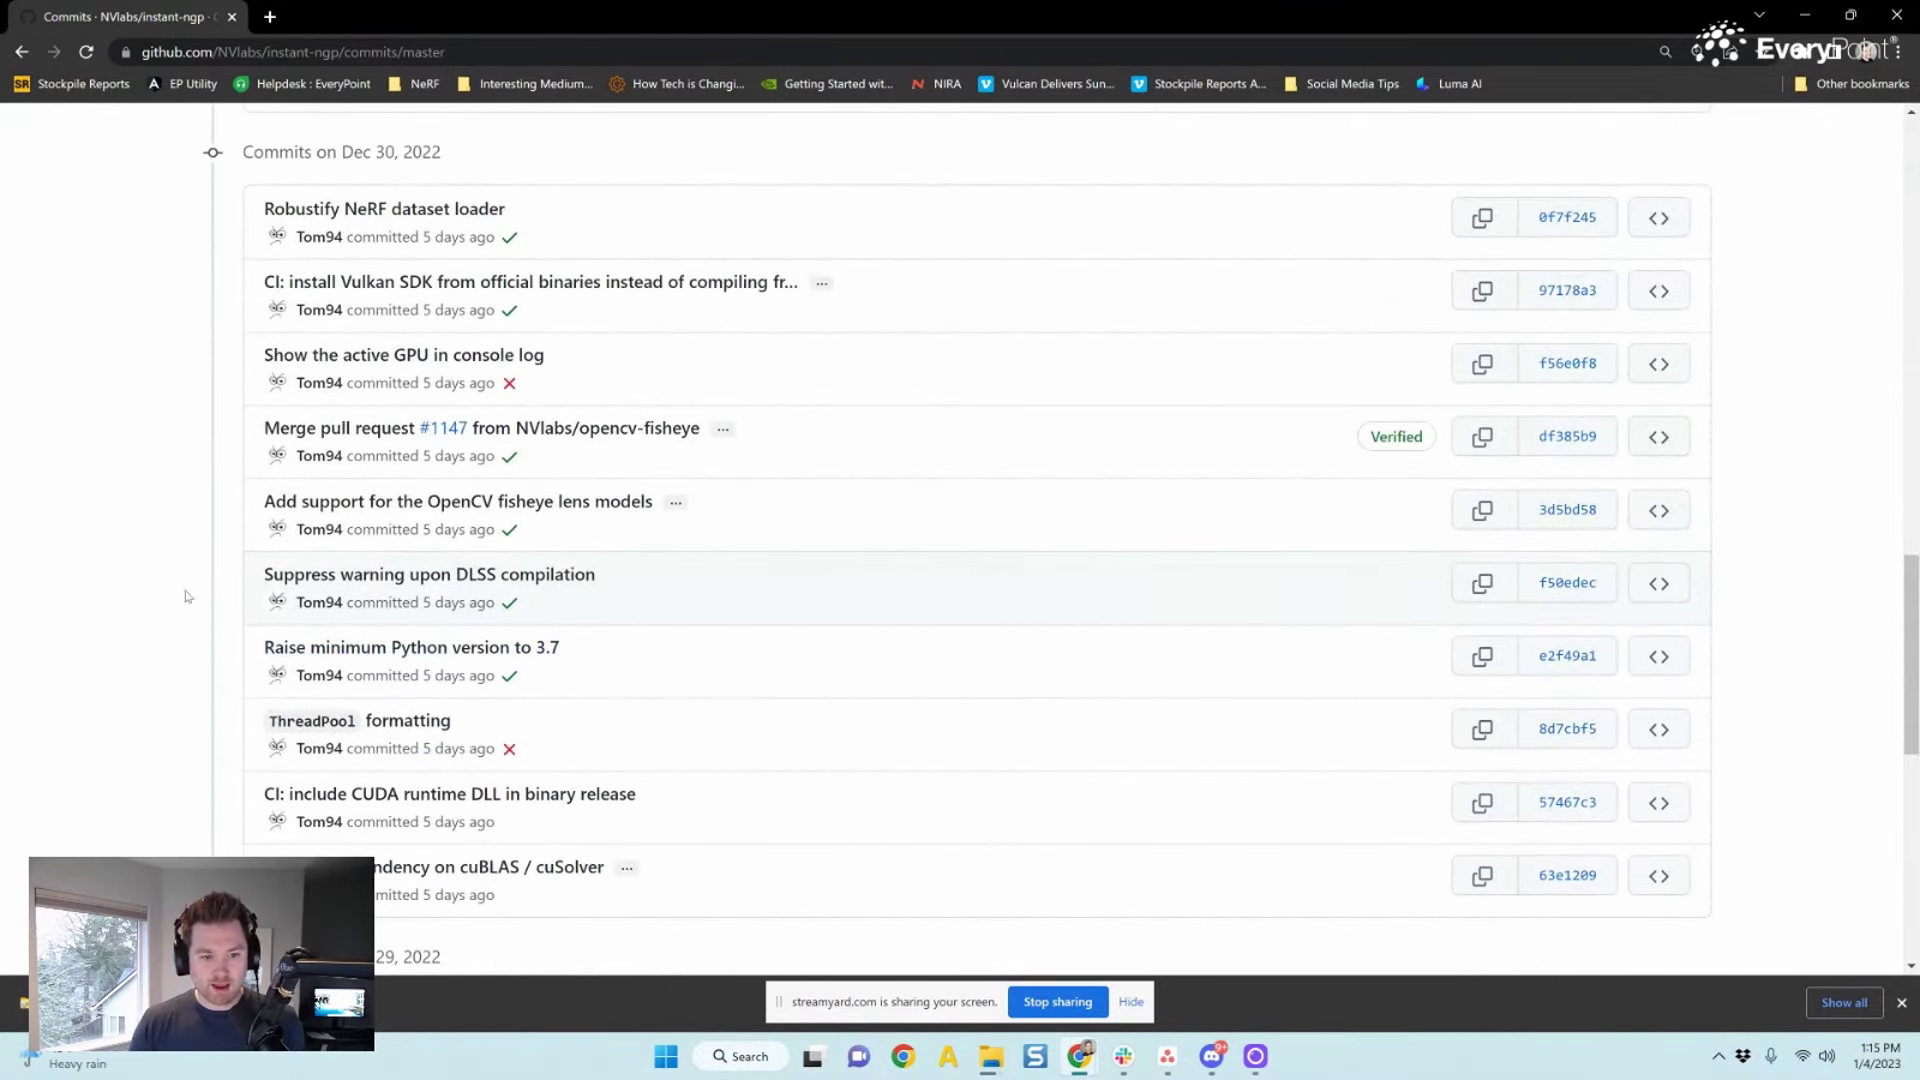 Commits · NVlabs/instant-ngp ·
github.com/NVlabs/instant-ngp/commits/master
EveryPoint®
SR Stockpile Reports
EP Utility
Helpdesk : EveryPoint
NeRF
Interesting Medium...
How Tech is Changi...
Getting Started wit...
NIRA
Vulcan Delivers Sun...
Stockpile Reports A...
Social Media Tips
Luma AI
Other bookmarks
Commits on Dec 30, 2022
Robustify NeRF dataset loader
0f7f245
Tom94 committed 5 days ago
CI: install Vulkan SDK from official binaries instead of compiling fr... ...
97178a3
Tom94 committed 5 days ago
Show the active GPU in console log
f56e0f8
Tom94 committed 5 days ago
Merge pull request #1147 from NVlabs/opencv-fisheye ...
Verified
df385b9
Tom94 committed 5 days ago
Add support for the OpenCV fisheye lens models ...
3d5bd58
Tom94 committed 5 days ago
Suppress warning upon DLSS compilation
f50edec
Tom94 committed 5 days ago
Raise minimum Python version to 3.7
e2f49a1
Tom94 committed 5 days ago
ThreadPool formatting
8d7cbf5
Tom94 committed 5 days ago
CI: include CUDA runtime DLL in binary release
57467c3
Tom94 committed 5 days ago
ndency on cuBLAS / cuSolver ...
63e1209
committed 5 days ago
29, 2022
streamyard.com is sharing your screen.
Stop sharing
Hide
Show all
Heavy rain
Search
9+
1:15 PM
1/4/2023